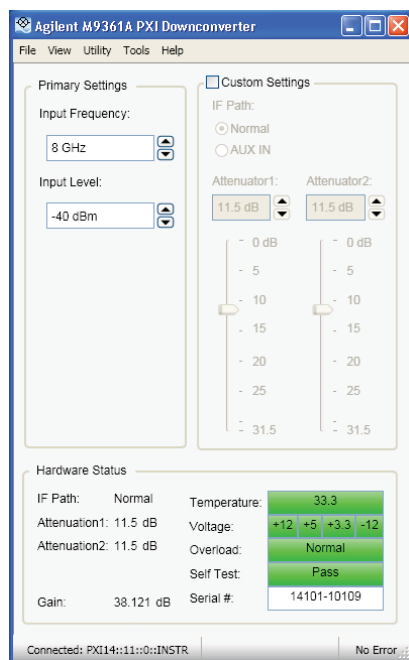 Agilent M9361A PXI Downconverter
File View Utility Tools Help
Primary Settings
Input Frequency:
8 GHz
Input Level:
-40 dBm
Custom Settings
IF Path:
Normal
AUX IN
Attenuator1: Attenuator2:
11.5 dB 11.5 dB
0 dB 0 dB
- 5 - 5
- 10 - 10
- 15 - 15
- 20 - 20
- 25 - 25
- 31.5 - 31.5
Hardware Status
IF Path: Normal
Attenuation1: 11.5 dB
Attenuation2: 11.5 dB
Gain: 38.121 dB
Temperature: 33.3
Voltage: +12 +5 +3.3 -12
Overload: Normal
Self Test: Pass
Serial #: 14101-10109
Connected: PXI14::11::0::INSTR No Error